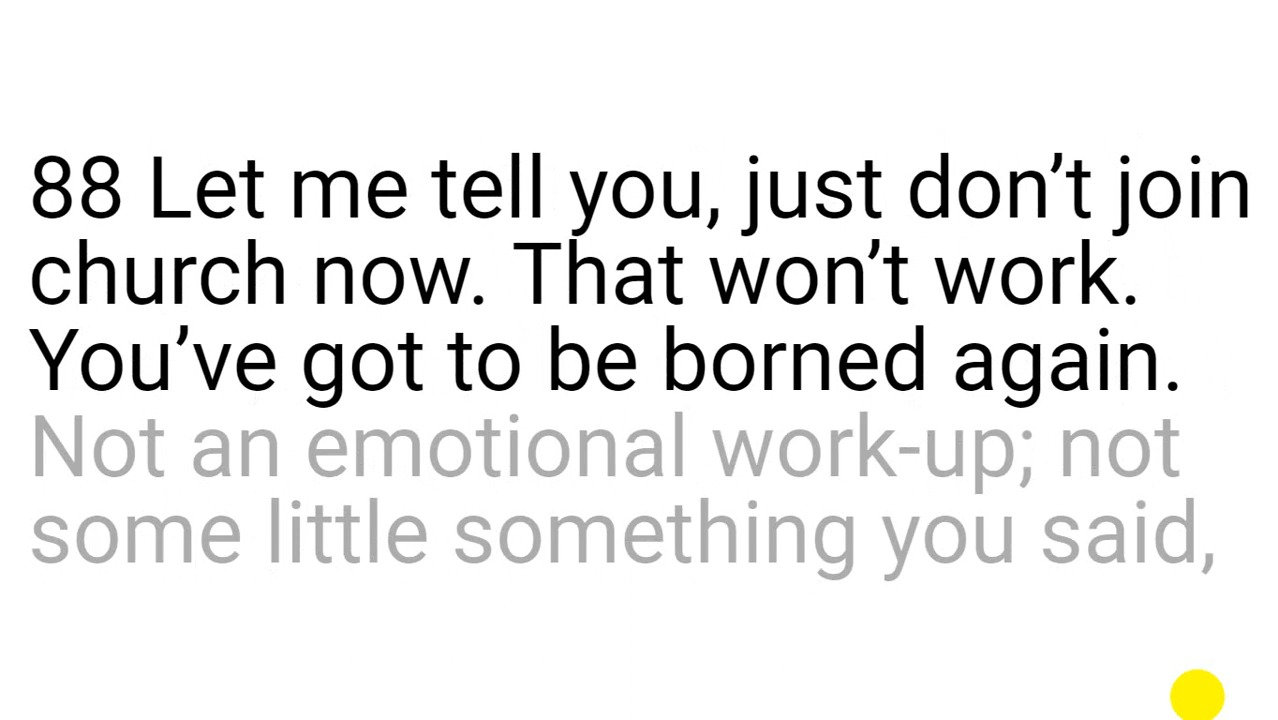 88 Let me tell you, just don’t join
church now. That won’t work.
You’ve got to be borned again.
Not an emotional work-up; not
some little something you said,